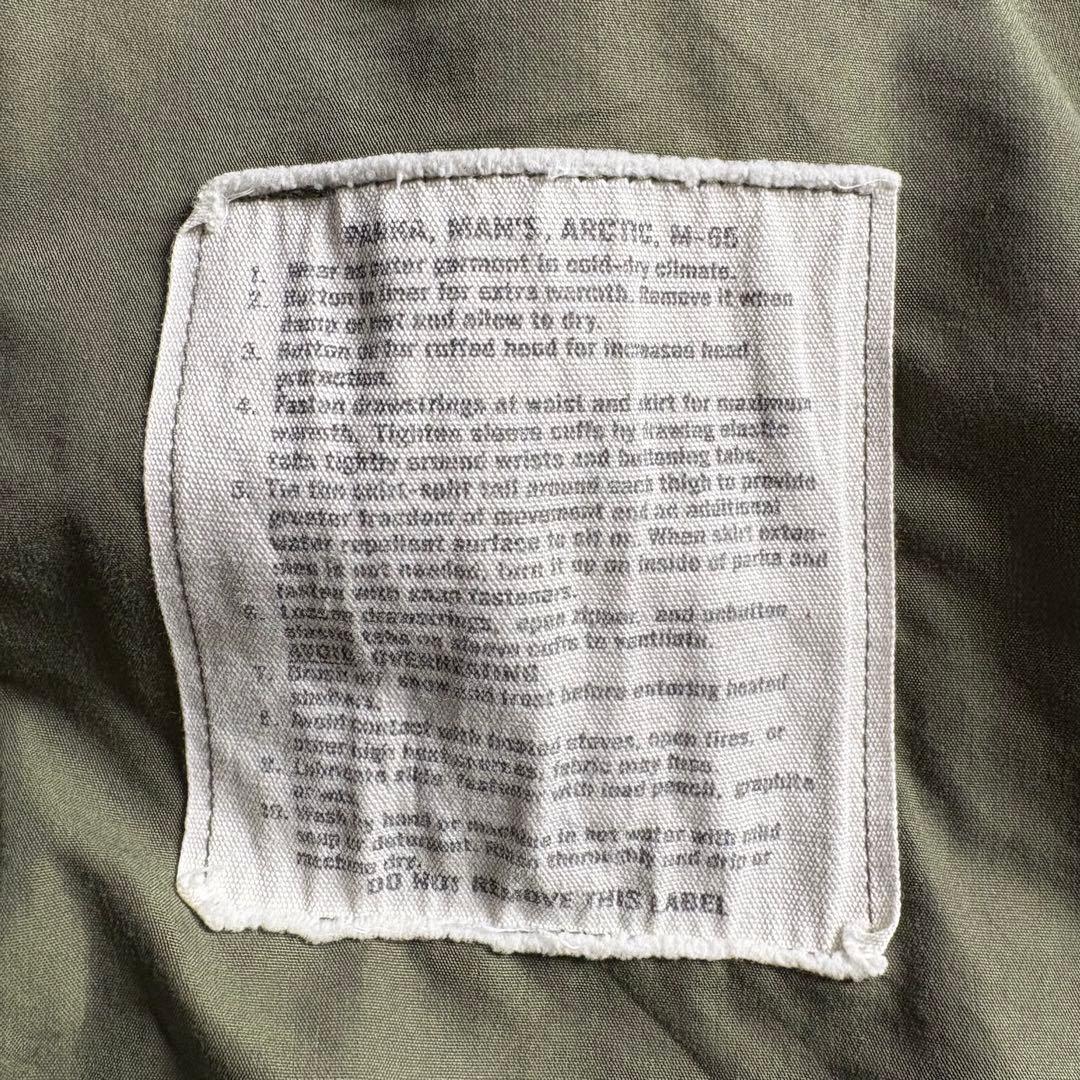 PARKA, MAN'S, ARCTIC, M-65
1. Wear as outer garment in cold-dry climate.
2. Button in liner for extra warmth. Remove it when
damp or wet and allow to dry.
3. Button on fur ruffed hood for increased head
protection.
4. Fasten drawstrings at waist and skirt for maximum
warmth. Tighten sleeve cuffs by drawing elastic
tabs tightly around wrists and buttoning tabs.
5. Tie the skirt-split tail around each thigh to provide
greater freedom of movement and an additional
water repellent surface to sit on. When skirt exten-
sion is not needed, turn it up on inside of parka and
fasten with snap fasteners.
6. Loosen drawstrings, open zipper, and unbutton
elastic tabs on sleeve cuffs to ventilate.
AVOID OVERHEATING
7. Brush off snow and frost before entering heated
shelters.
8. Avoid contact with heated stoves, open fires, or
other high heat sources, fabric may fuse.
9. Lubricate slide fastener with lead pencil, graphite
or wax.
10. Wash by hand or machine in hot water with mild
soap or detergent. Rinse thoroughly and drip or
machine dry.
DO NOT REMOVE THIS LABEL